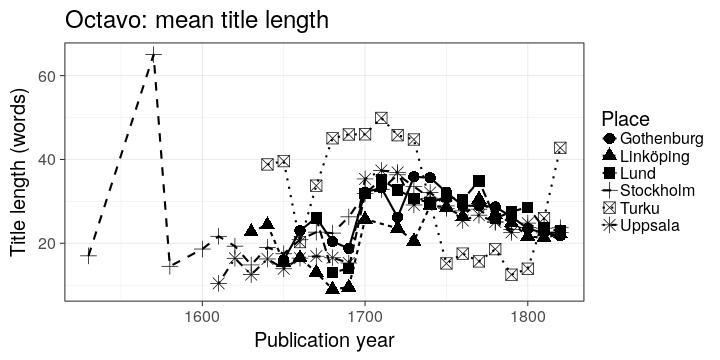 Octavo: mean title length
Title length (words)
60
40
20
1600
1700
1800
Publication year
Place
Gothenburg
Linköping
Lund
Stockholm
Turku
Uppsala